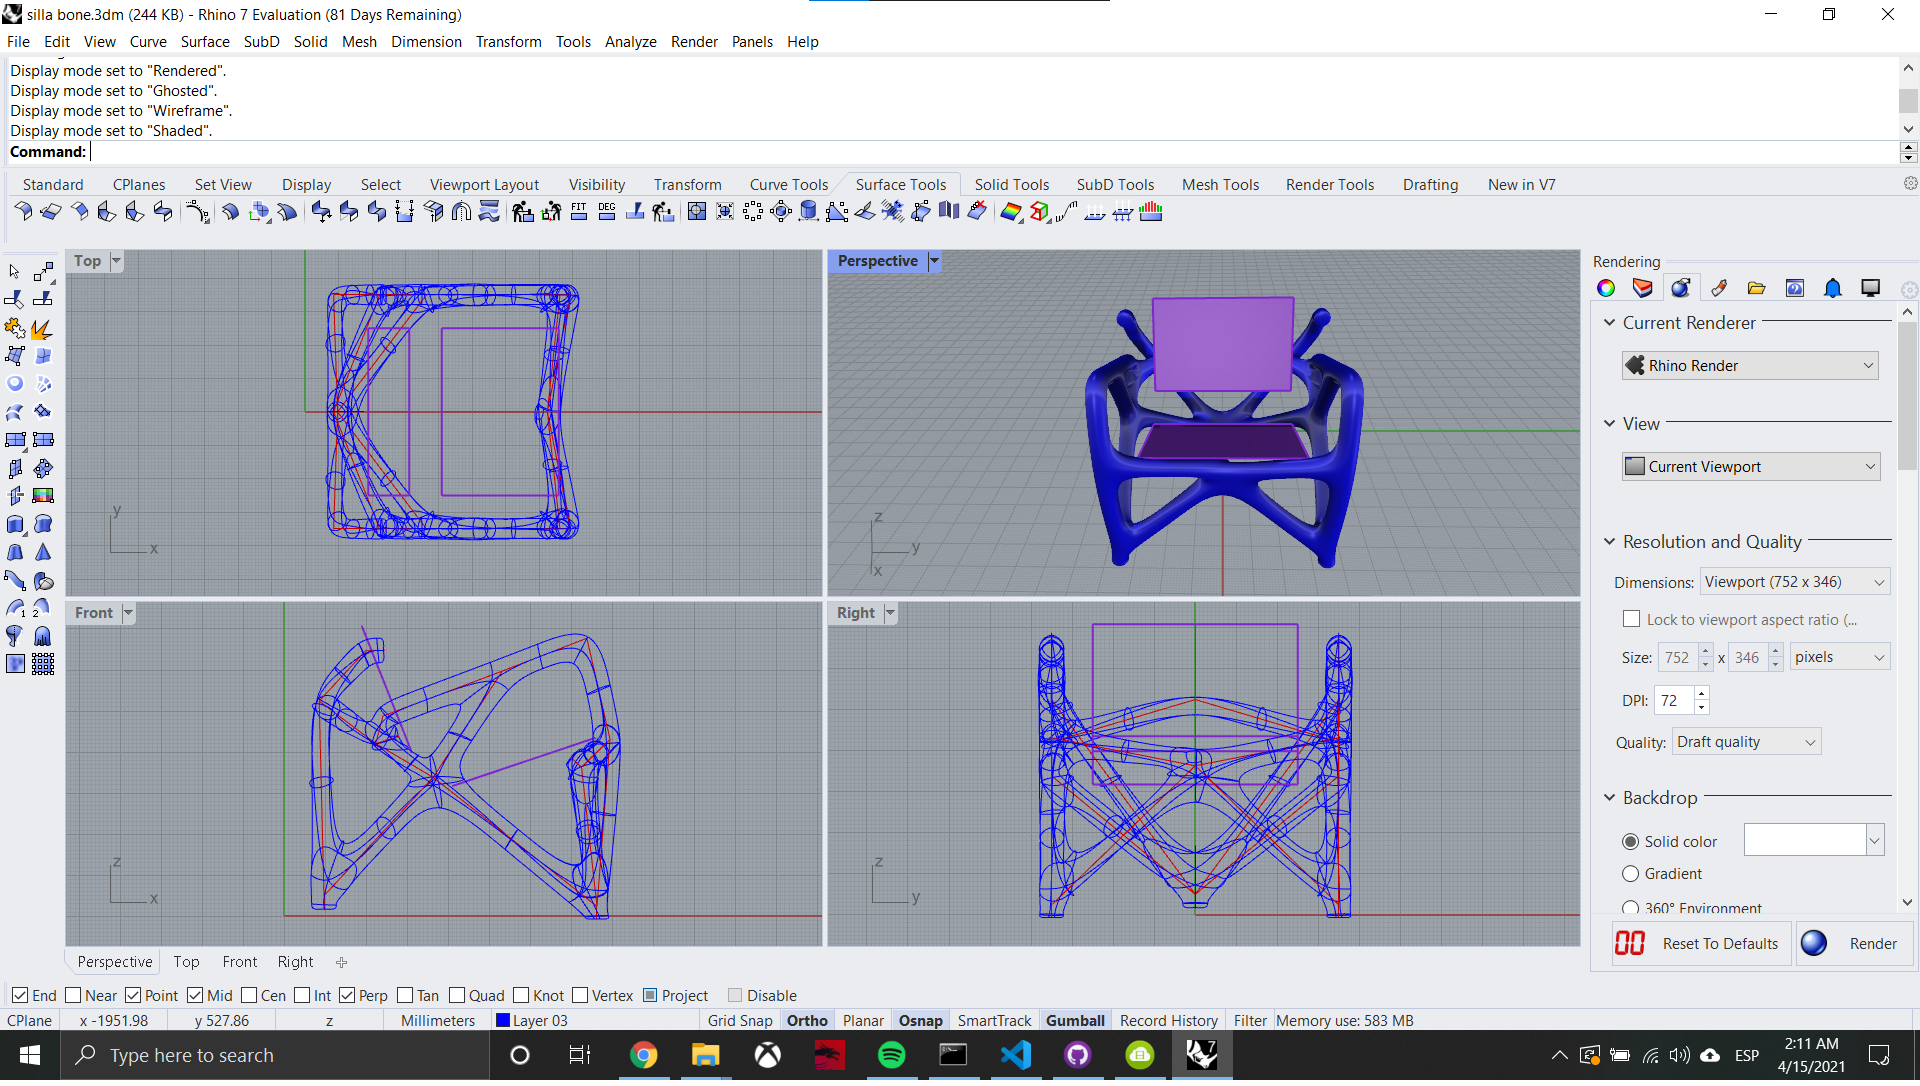 silla bone.3dm (244 KB) - Rhino 7 Evaluation (81 Days Remaining)
File Edit View Curve Surface SubD Solid Mesh Dimension Transform Tools Analyze Render Panels Help
Display mode set to "Rendered".
Display mode set to "Ghosted".
Display mode set to "Wireframe".
Display mode set to "Shaded".
Command:
Standard CPlanes Set View Display Select Viewport Layout Visibility Transform Curve Tools Surface Tools Solid Tools SubD Tools Mesh Tools Render Tools Drafting New in V7
FIT DEG
Top
y
x
Perspective
z
y
x
Front
z
x
Right
z
y
1 2
Rendering
Current Renderer
Rhino Render
View
Current Viewport
Resolution and Quality
Dimensions: Viewport (752 x 346)
Lock to viewport aspect ratio (...
Size: 752 x 346 pixels
DPI: 72
Quality: Draft quality
Backdrop
Solid color
Gradient
360° Environment
Reset To Defaults Render
Perspective Top Front Right
End Near Point Mid Cen Int Perp Tan Quad Knot Vertex Project Disable
CPlane x -1951.98 y 527.86 z Millimeters Layer 03 Grid Snap Ortho Planar Osnap SmartTrack Gumball Record History Filter Memory use: 583 MB
Type here to search
7
ESP
2:11 AM
4/15/2021